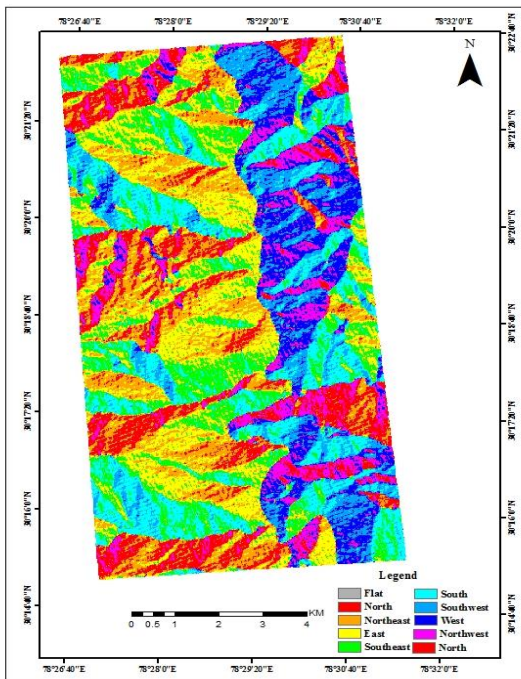 78°26'40"E 78°28'0"E 78°29'20"E 78°30'40"E 78°32'0"E
30°22'40"N
N
30°21'20"N 30°21'20"N
30°20'0"N 30°20'0"N
30°18'40"N 30°18'40"N
30°17'20"N 30°17'20"N
30°16'0"N 30°16'0"N
Legend
Flat South
North Southwest
Northeast West
East Northwest
Southeast North
KM
0 0.5 1 2 3 4
30°14'40"N 30°14'40"N
78°26'40"E 78°28'0"E 78°29'20"E 78°30'40"E 78°32'0"E